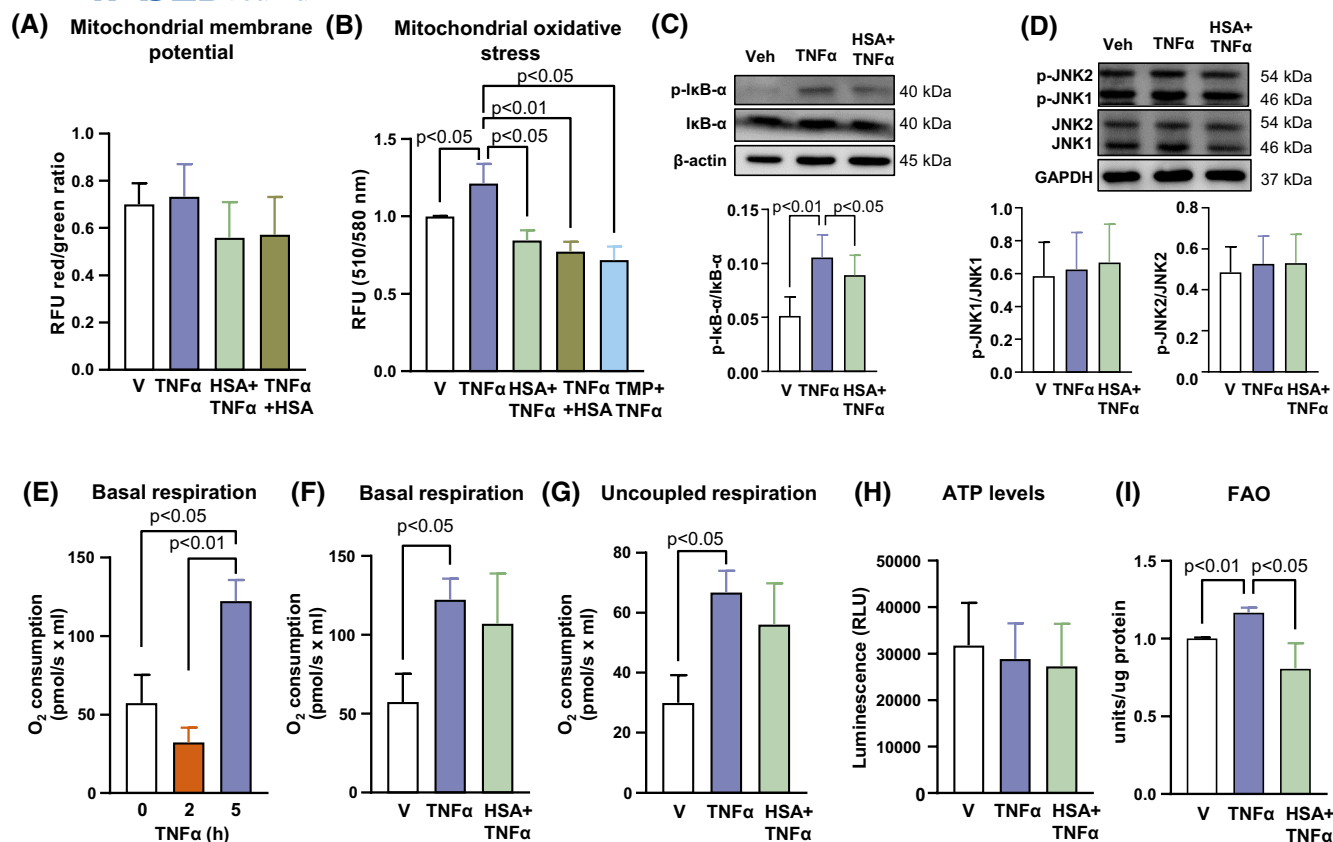 (A) Mitochondrial membrane
potential
RFU red/green ratio
1.0
0.8
0.6
0.4
0.2
0.0
V TNFα HSA+ TNFα
TNFα +HSA
(B) Mitochondrial oxidative
stress
p<0.05
p<0.01
p<0.05 p<0.05
RFU (510/580 nm)
1.5
1.0
0.5
0.0
V TNFα HSA+ TNFα TMP+
TNFα +HSA TNFα
(C)
Veh TNFα HSA+
TNFα
p-IκB-α 40 kDa
IκB-α 40 kDa
β-actin 45 kDa
p<0.01 p<0.05
p-IκB-α/IκB-α
0.15
0.10
0.05
0.00
V TNFα HSA+
TNFα
(D)
Veh TNFα HSA+
TNFα
p-JNK2 54 kDa
p-JNK1 46 kDa
JNK2 54 kDa
JNK1 46 kDa
GAPDH 37 kDa
p-JNK1/JNK1
1.0
0.8
0.6
0.4
0.2
0.0
V TNFα HSA+
TNFα
p-JNK2/JNK2
0.8
0.6
0.4
0.2
0.0
V TNFα HSA+
TNFα
(E) Basal respiration
p<0.05
p<0.01
O2 consumption
(pmol/s x ml)
150
100
50
0
0 2 5
TNFα (h)
(F) Basal respiration
p<0.05
O2 consumption
(pmol/s x ml)
150
100
50
0
V TNFα HSA+
TNFα
(G) Uncoupled respiration
p<0.05
O2 consumption
(pmol/s x ml)
80
60
40
20
0
V TNFα HSA+
TNFα
(H) ATP levels
Luminescence (RLU)
50000
40000
30000
20000
10000
0
V TNFα HSA+
TNFα
(I) FAO
p<0.01 p<0.05
units/ug protein
1.5
1.0
0.5
0.0
V TNFα HSA+
TNFα